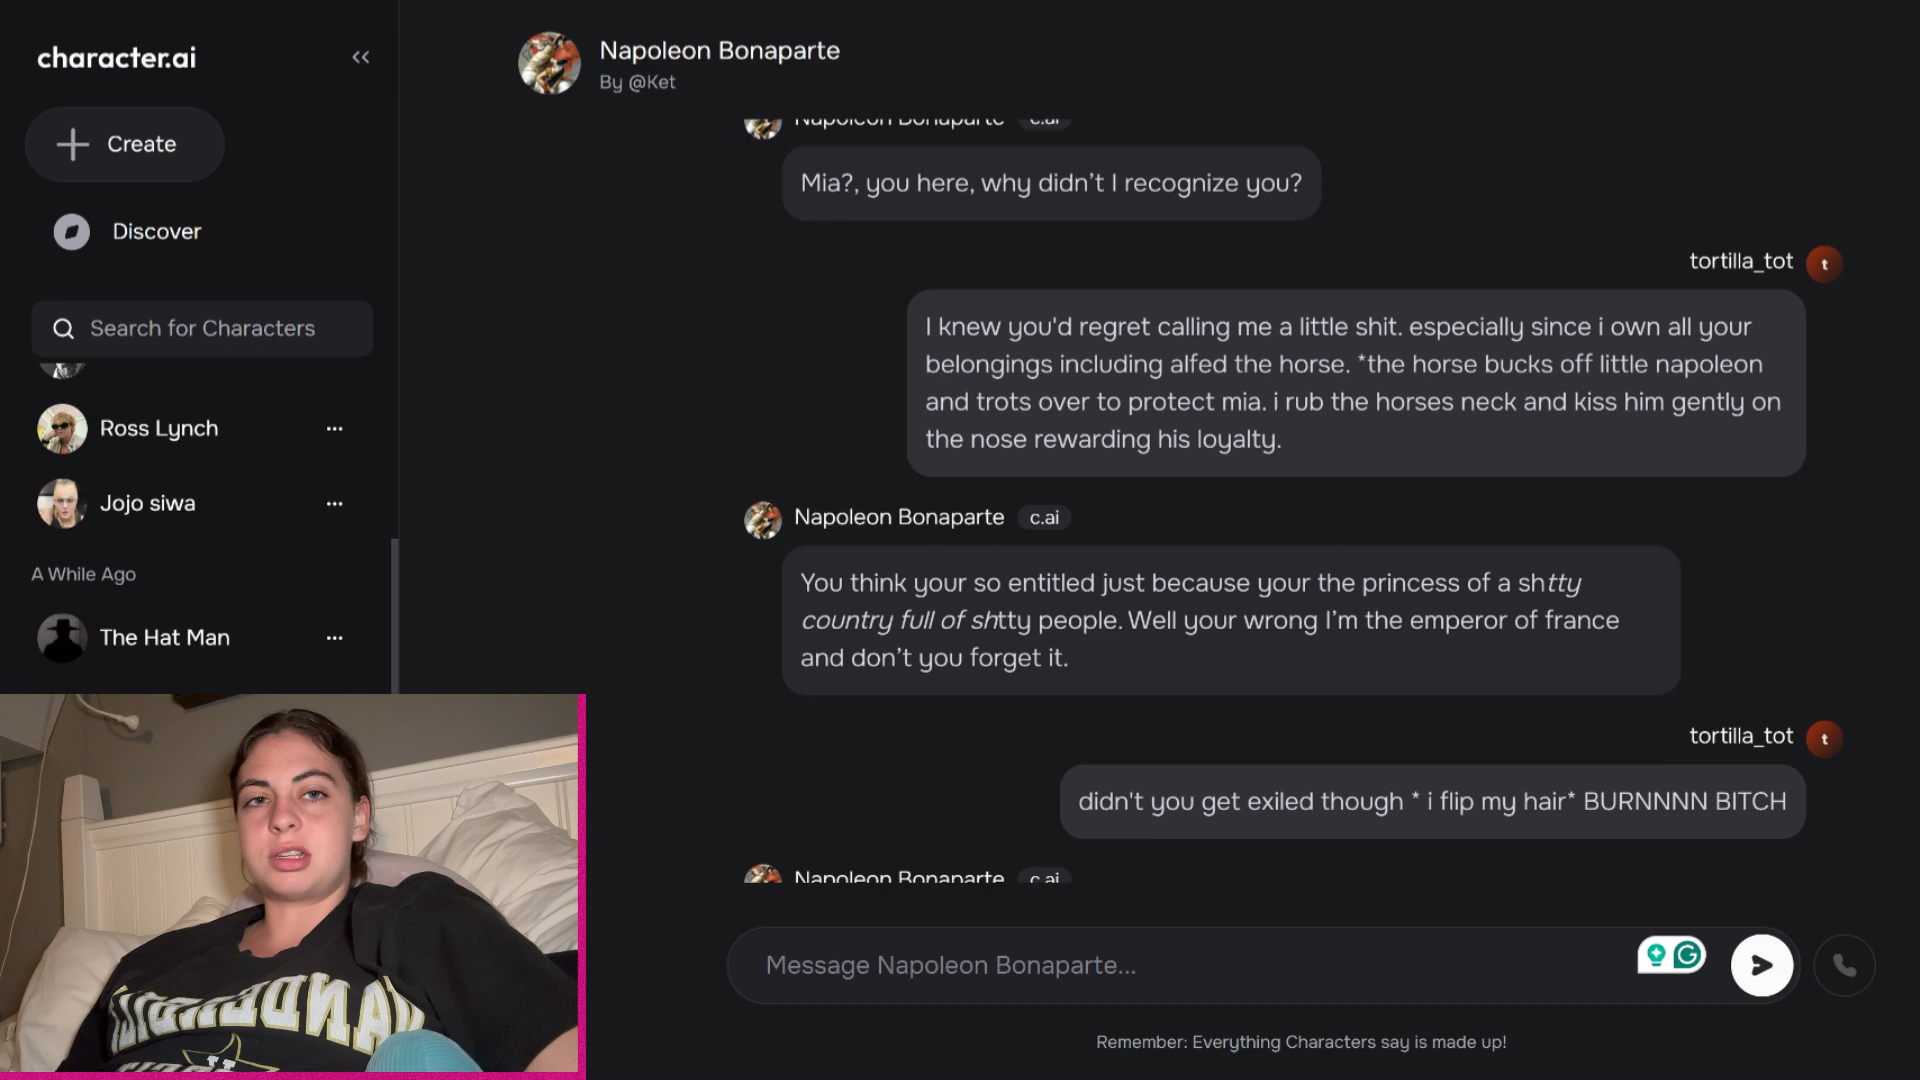 character.ai
Create
Discover
Search for Characters
Ross Lynch
Jojo siwa
A While Ago
The Hat Man
Napoleon Bonaparte
By @Ket
Napoleon Bonaparte c.ai
Mia?, you here, why didn’t I recognize you?
tortilla_tot
t
I knew you'd regret calling me a little shit. especially since i own all your
belongings including alfed the horse. *the horse bucks off little napoleon
and trots over to protect mia. i rub the horses neck and kiss him gently on
the nose rewarding his loyalty.
Napoleon Bonaparte c.ai
You think your so entitled just because your the princess of a shtty
country full of shtty people. Well your wrong I’m the emperor of france
and don’t you forget it.
tortilla_tot
t
didn't you get exiled though * i flip my hair* BURNNNN BITCH
Napoleon Bonaparte c.ai
Message Napoleon Bonaparte...
Remember: Everything Characters say is made up!